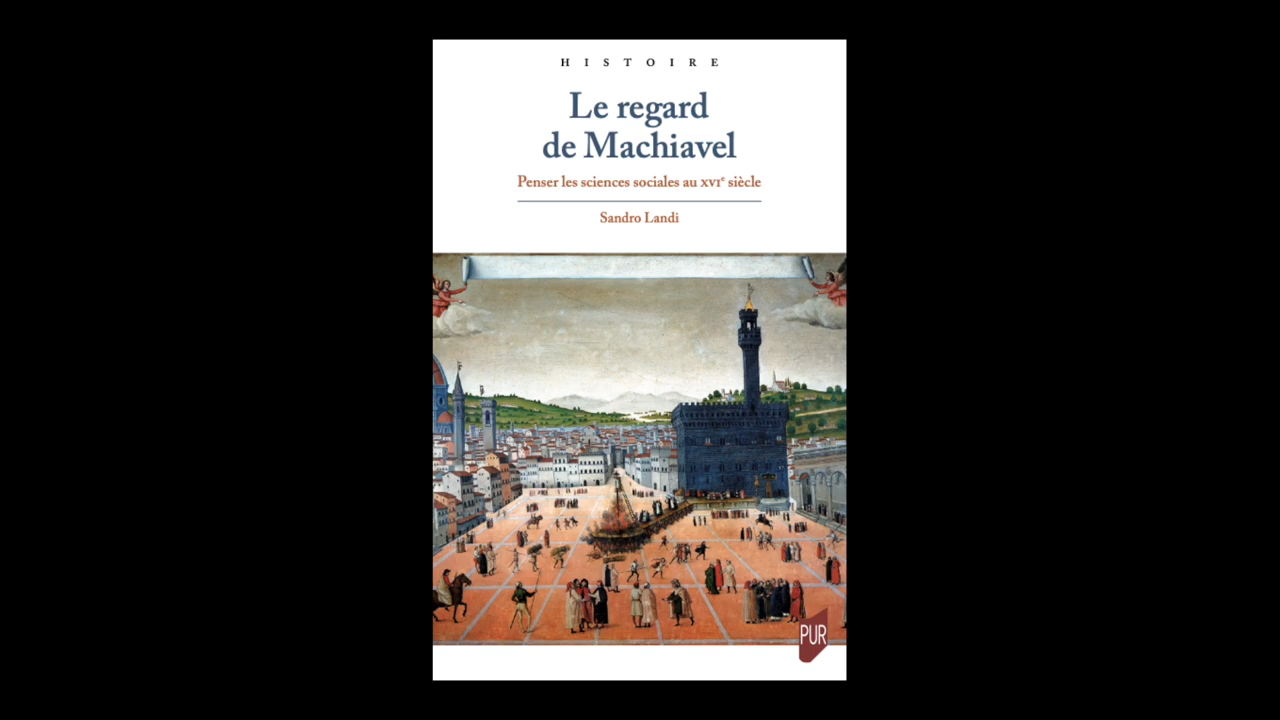 HISTOIRE
Le regard
de Machiavel
Penser les sciences sociales au XVIe siècle
Sandro Landi
PUR